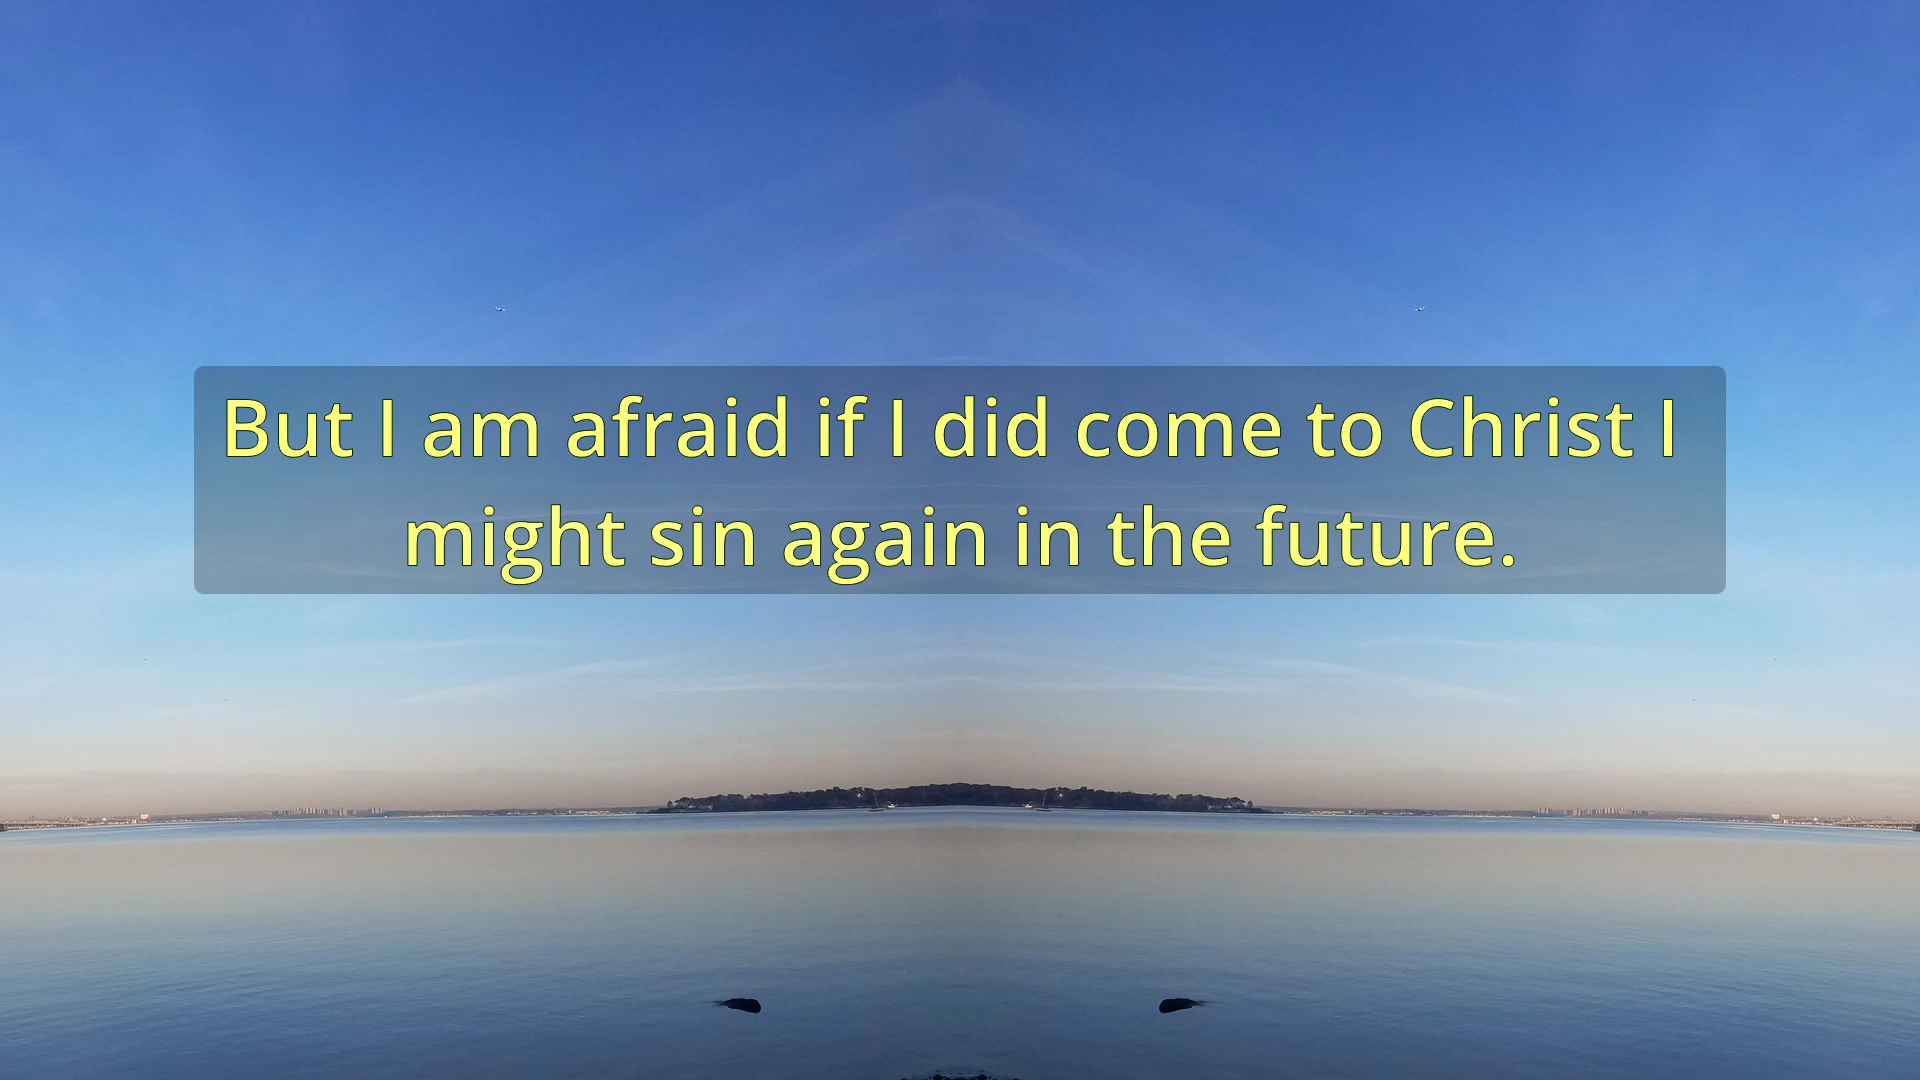 But I am afraid if I did come to Christ I
might sin again in the future.